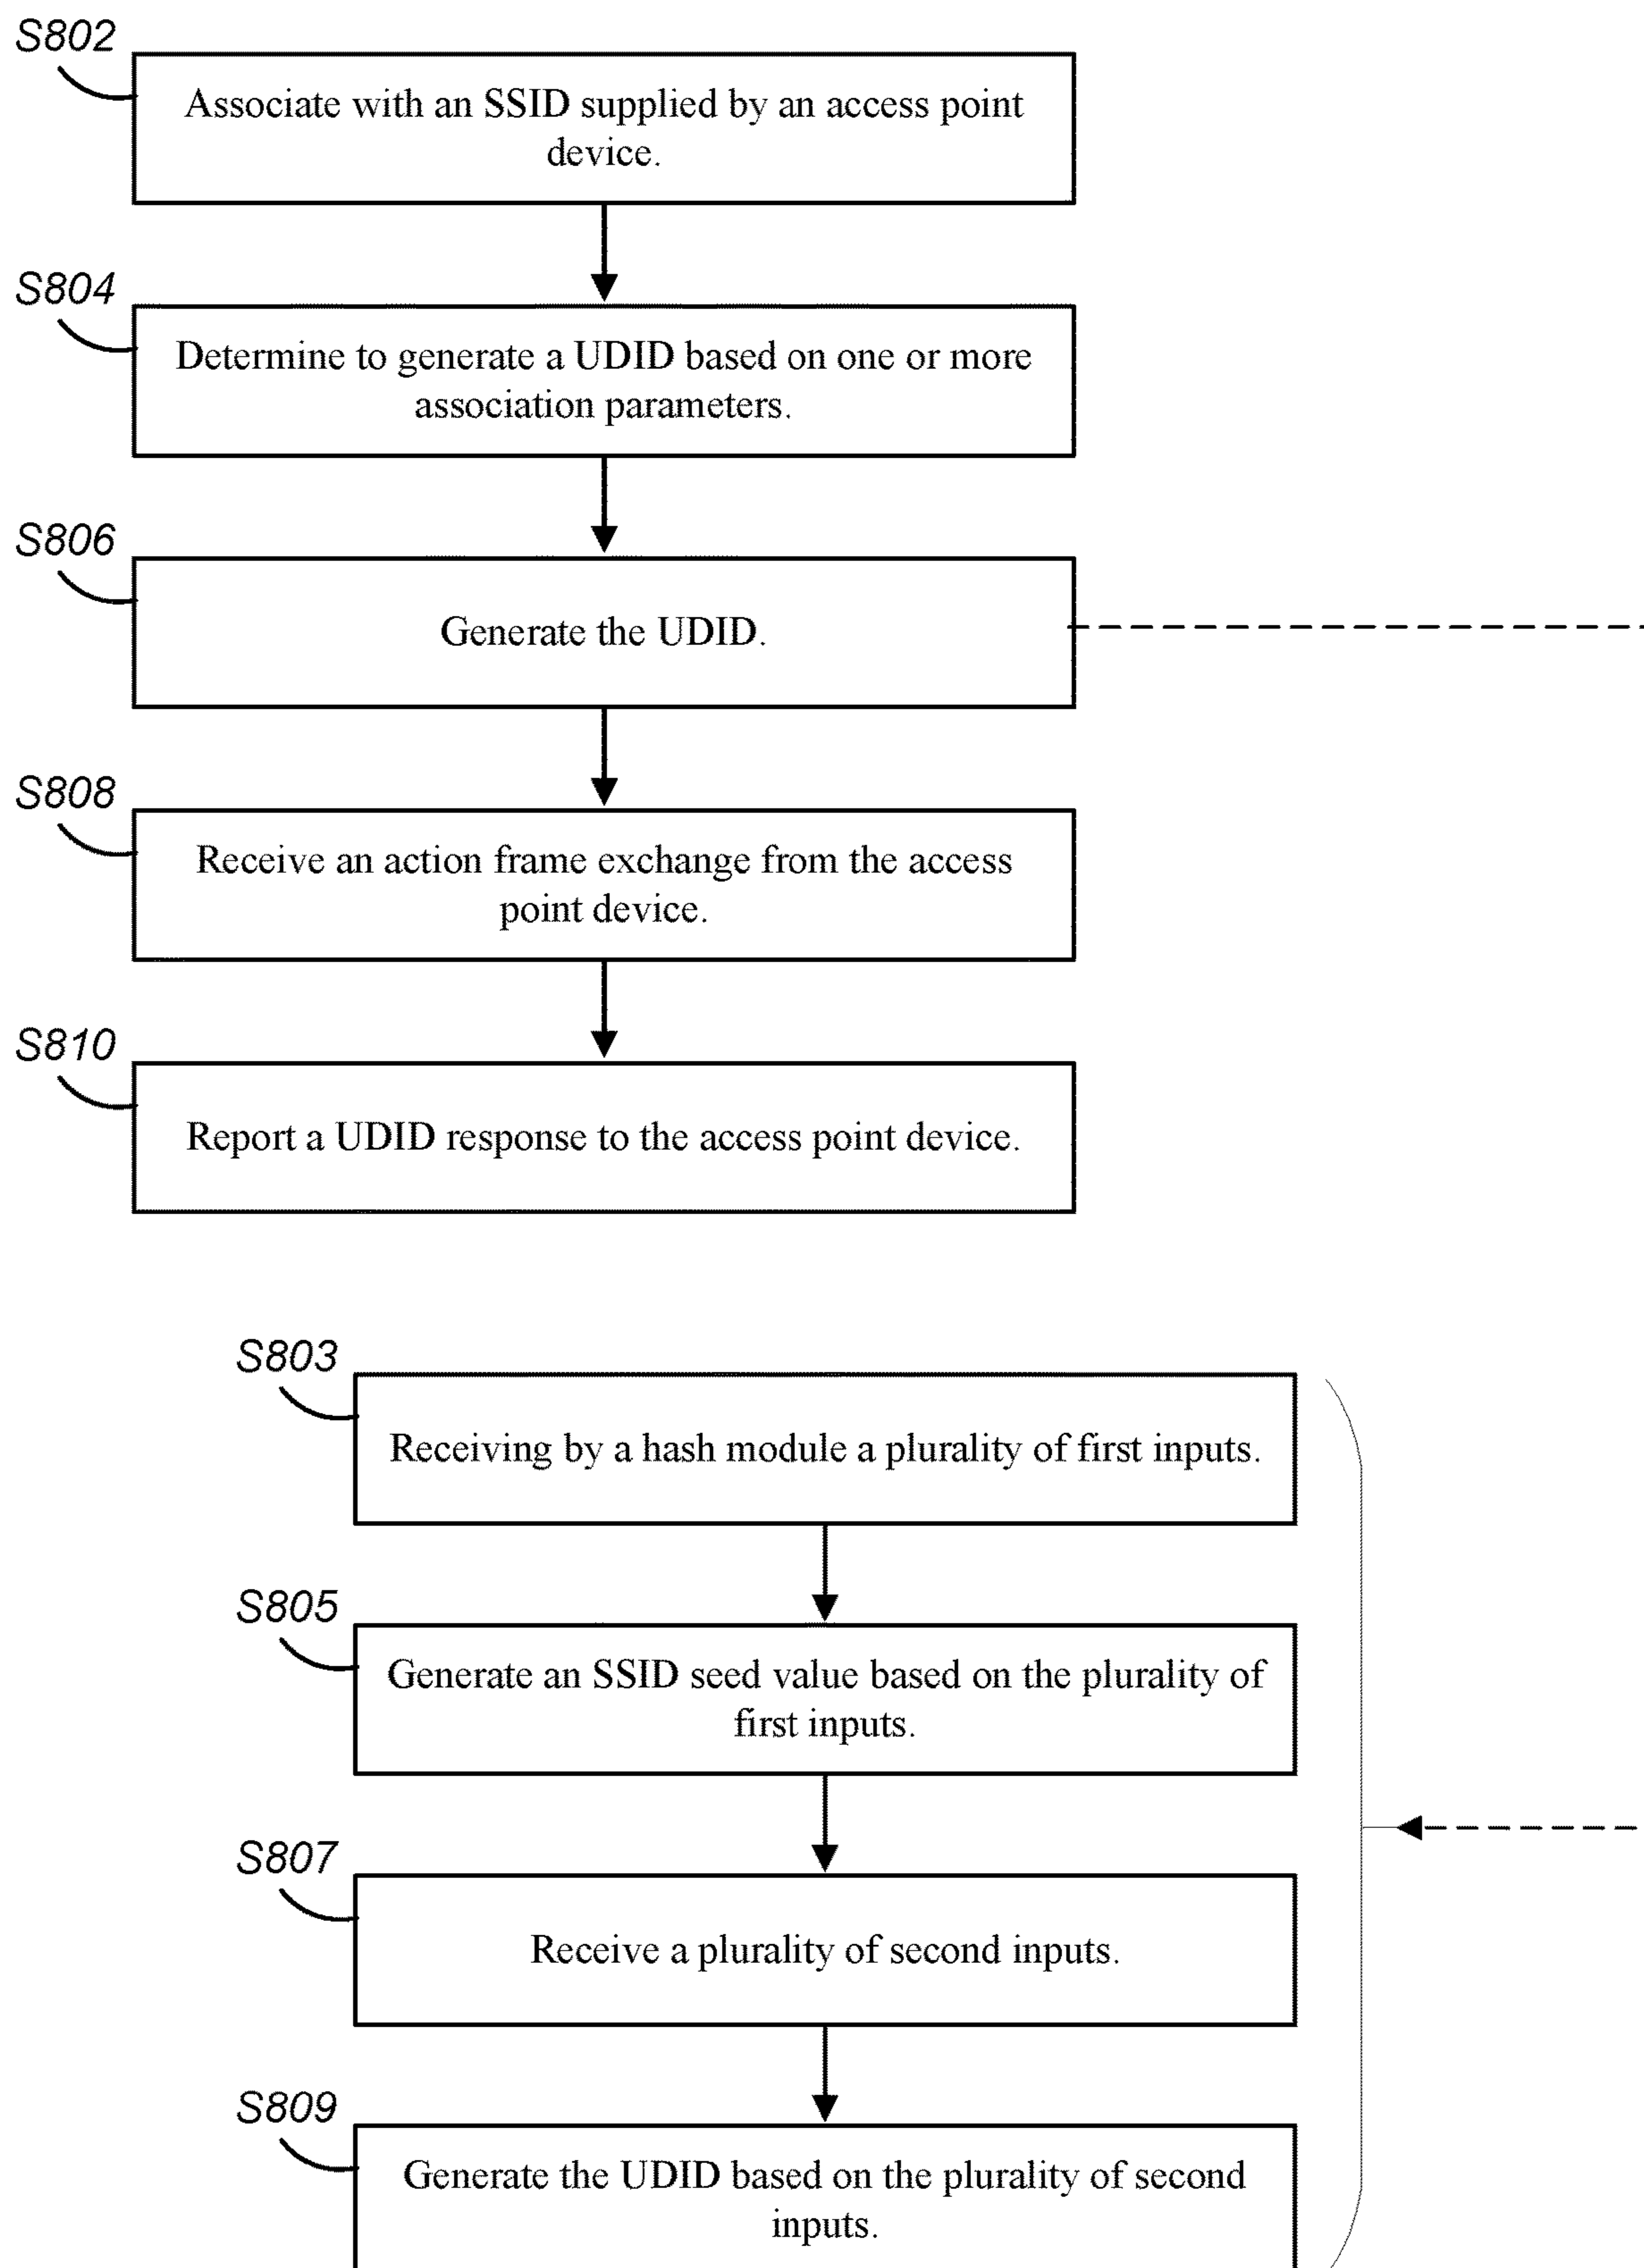 S802
Associate with an SSID supplied by an access point
device.
S804
Determine to generate a UDID based on one or more
association parameters.
S806
Generate the UDID.
S808
Receive an action frame exchange from the access
point device.
S810
Report a UDID response to the access point device.
S803
Receiving by a hash module a plurality of first inputs.
S805
Generate an SSID seed value based on the plurality of
first inputs.
S807
Receive a plurality of second inputs.
S809
Generate the UDID based on the plurality of second
inputs.